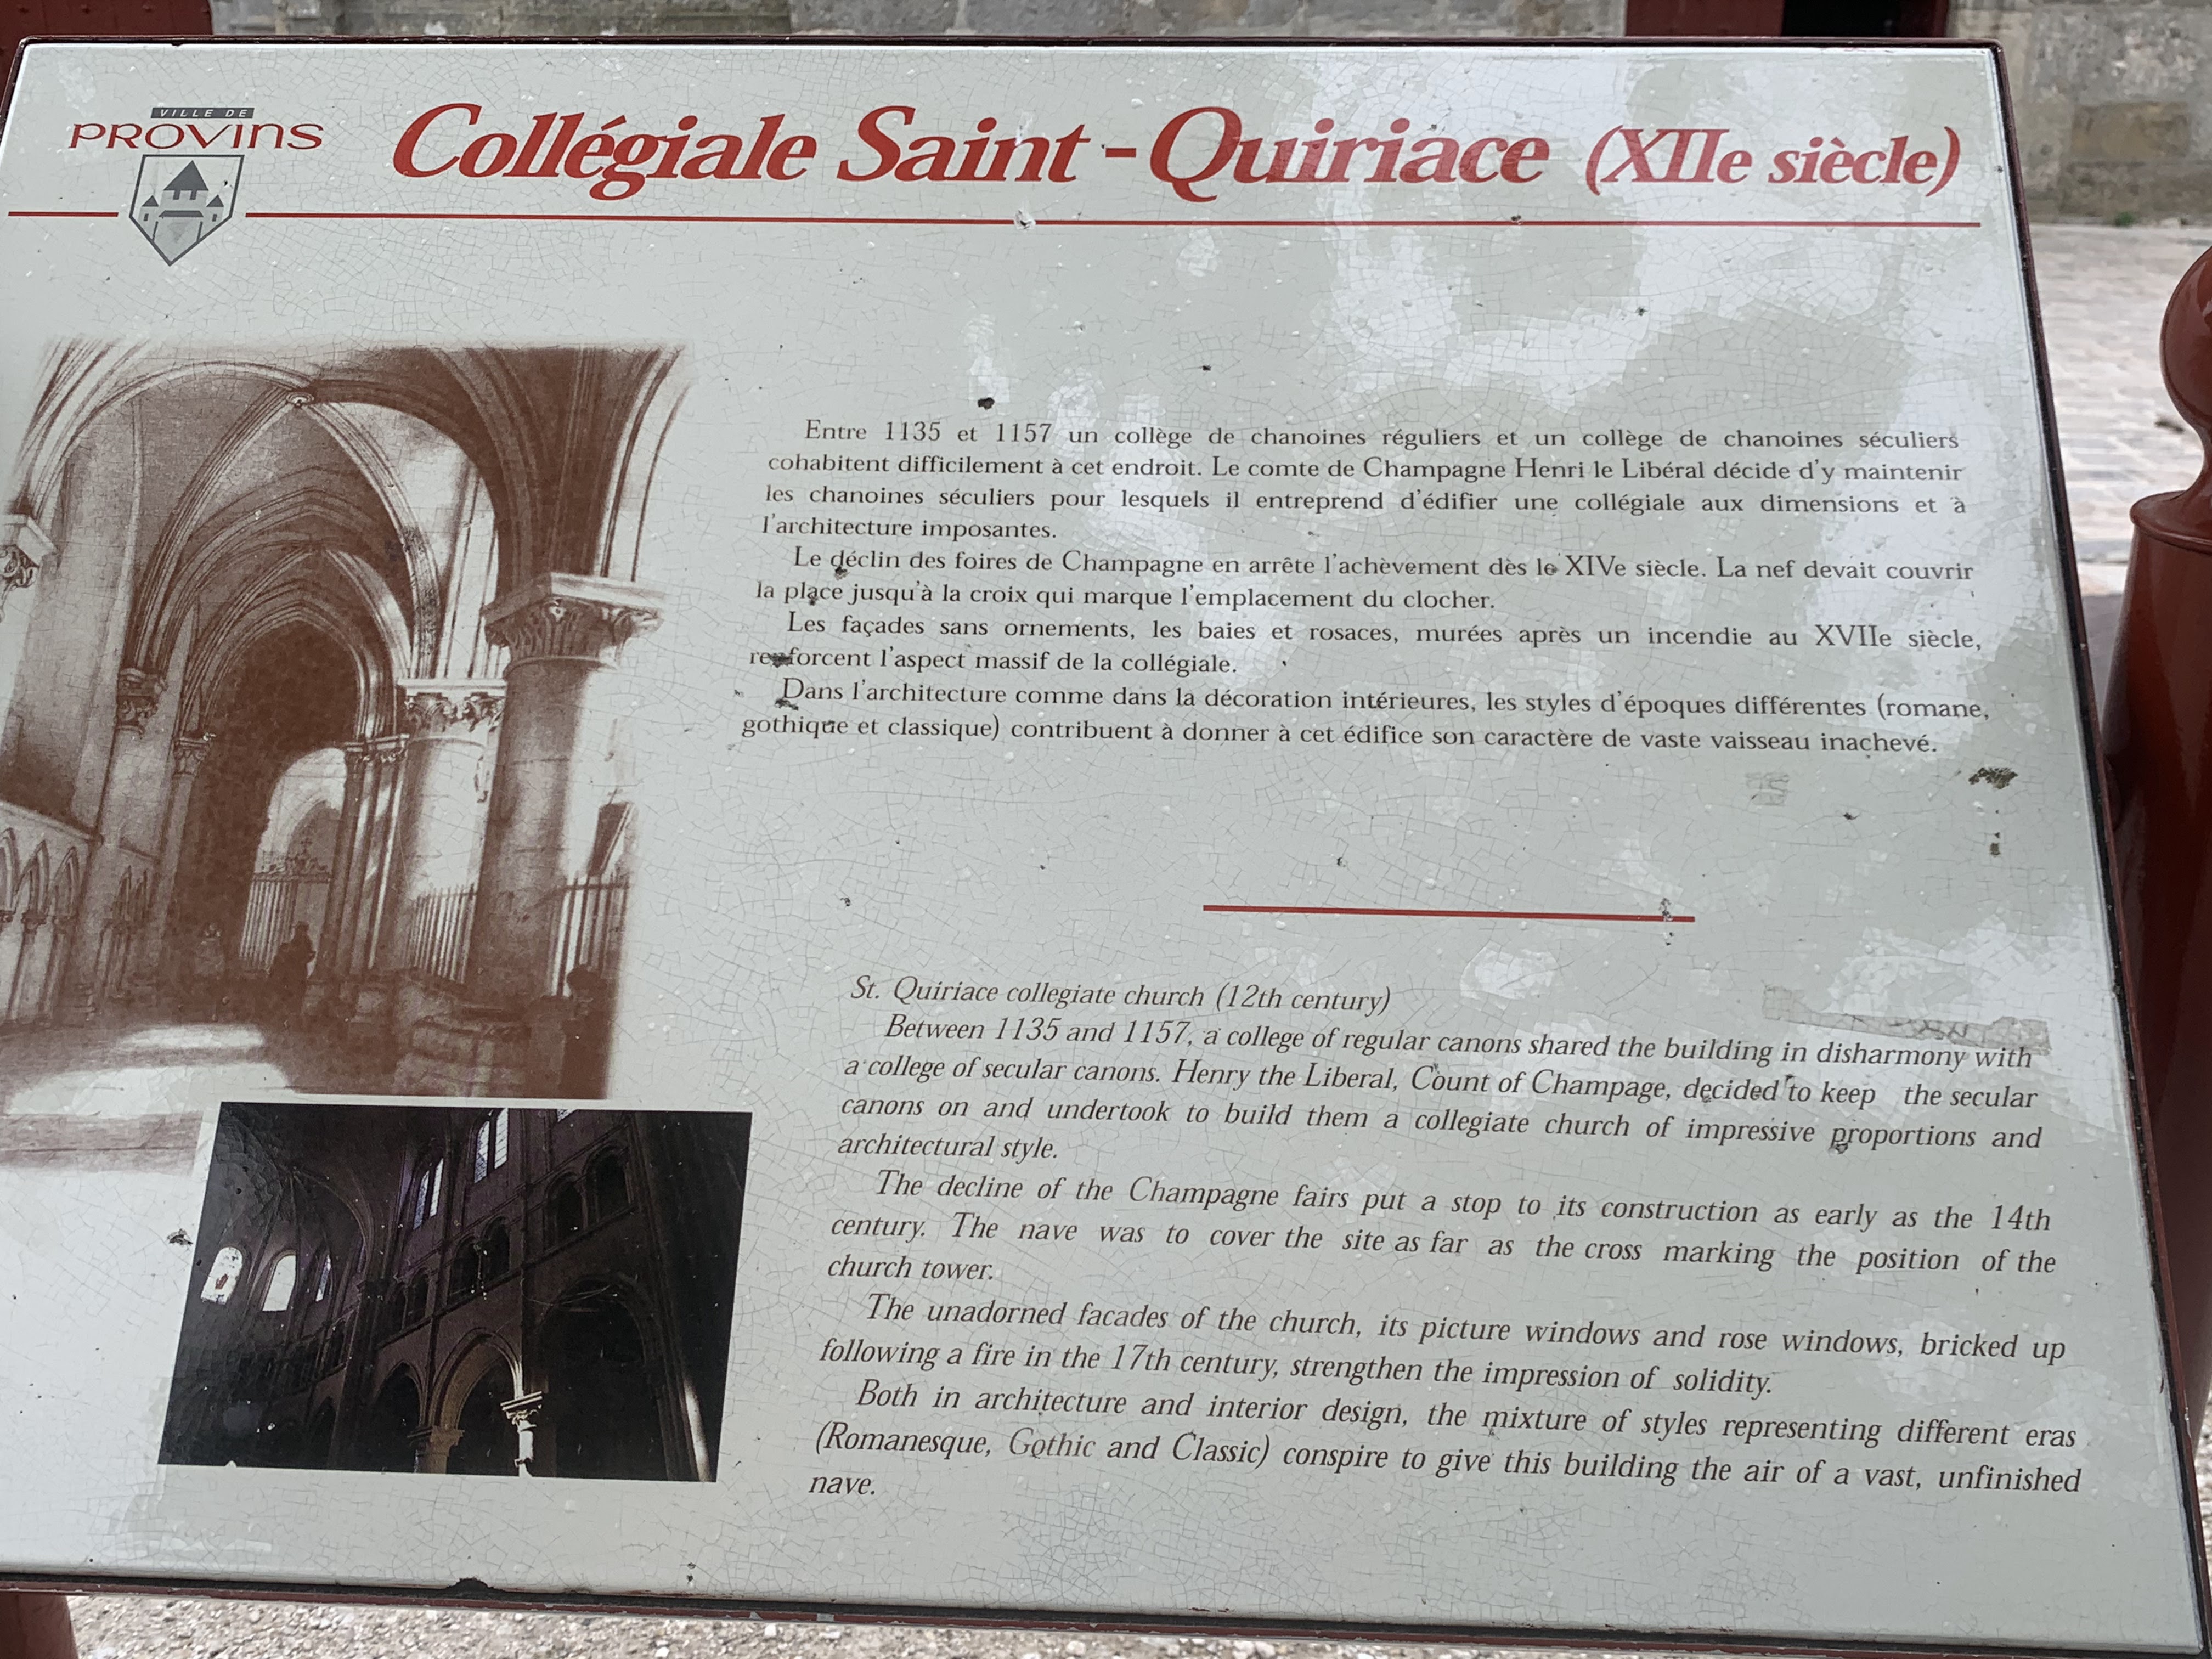 VILLE DE
PROVINS
Collégiale Saint-Quiriace (XIIe siècle)
Entre 1135 et 1157 un collège de chanoines réguliers et un collège de chanoines séculiers
cohabitent difficilement à cet endroit. Le comte de Champagne Henri le Libéral décide d'y maintenir
les chanoines séculiers pour lesquels il entreprend d'édifier une collégiale aux dimensions et à
l'architecture imposantes.
Le déclin des foires de Champagne en arrête l'achèvement dès le XIVe siècle. La nef devait couvrir
la place jusqu'à la croix qui marque l'emplacement du clocher.
Les façades sans ornements, les baies et rosaces, murées après un incendie au XVIIe siècle,
renforcent l'aspect massif de la collégiale.
Dans l'architecture comme dans la décoration intérieures, les styles d'époques différentes (romane,
gothique et classique) contribuent à donner à cet édifice son caractère de vaste vaisseau inachevé.
St. Quiriace collegiate church (12th century)
Between 1135 and 1157, a college of regular canons shared the building in disharmony with
a college of secular canons. Henry the Liberal, Count of Champage, decided to keep the secular
canons on and undertook to build them a collegiate church of impressive proportions and
architectural style.
The decline of the Champagne fairs put a stop to its construction as early as the 14th
century. The nave was to cover the site as far as the cross marking the position of the
church tower.
The unadorned facades of the church, its picture windows and rose windows, bricked up
following a fire in the 17th century, strengthen the impression of solidity.
Both in architecture and interior design, the mixture of styles representing different eras
(Romanesque, Gothic and Classic) conspire to give this building the air of a vast, unfinished
nave.